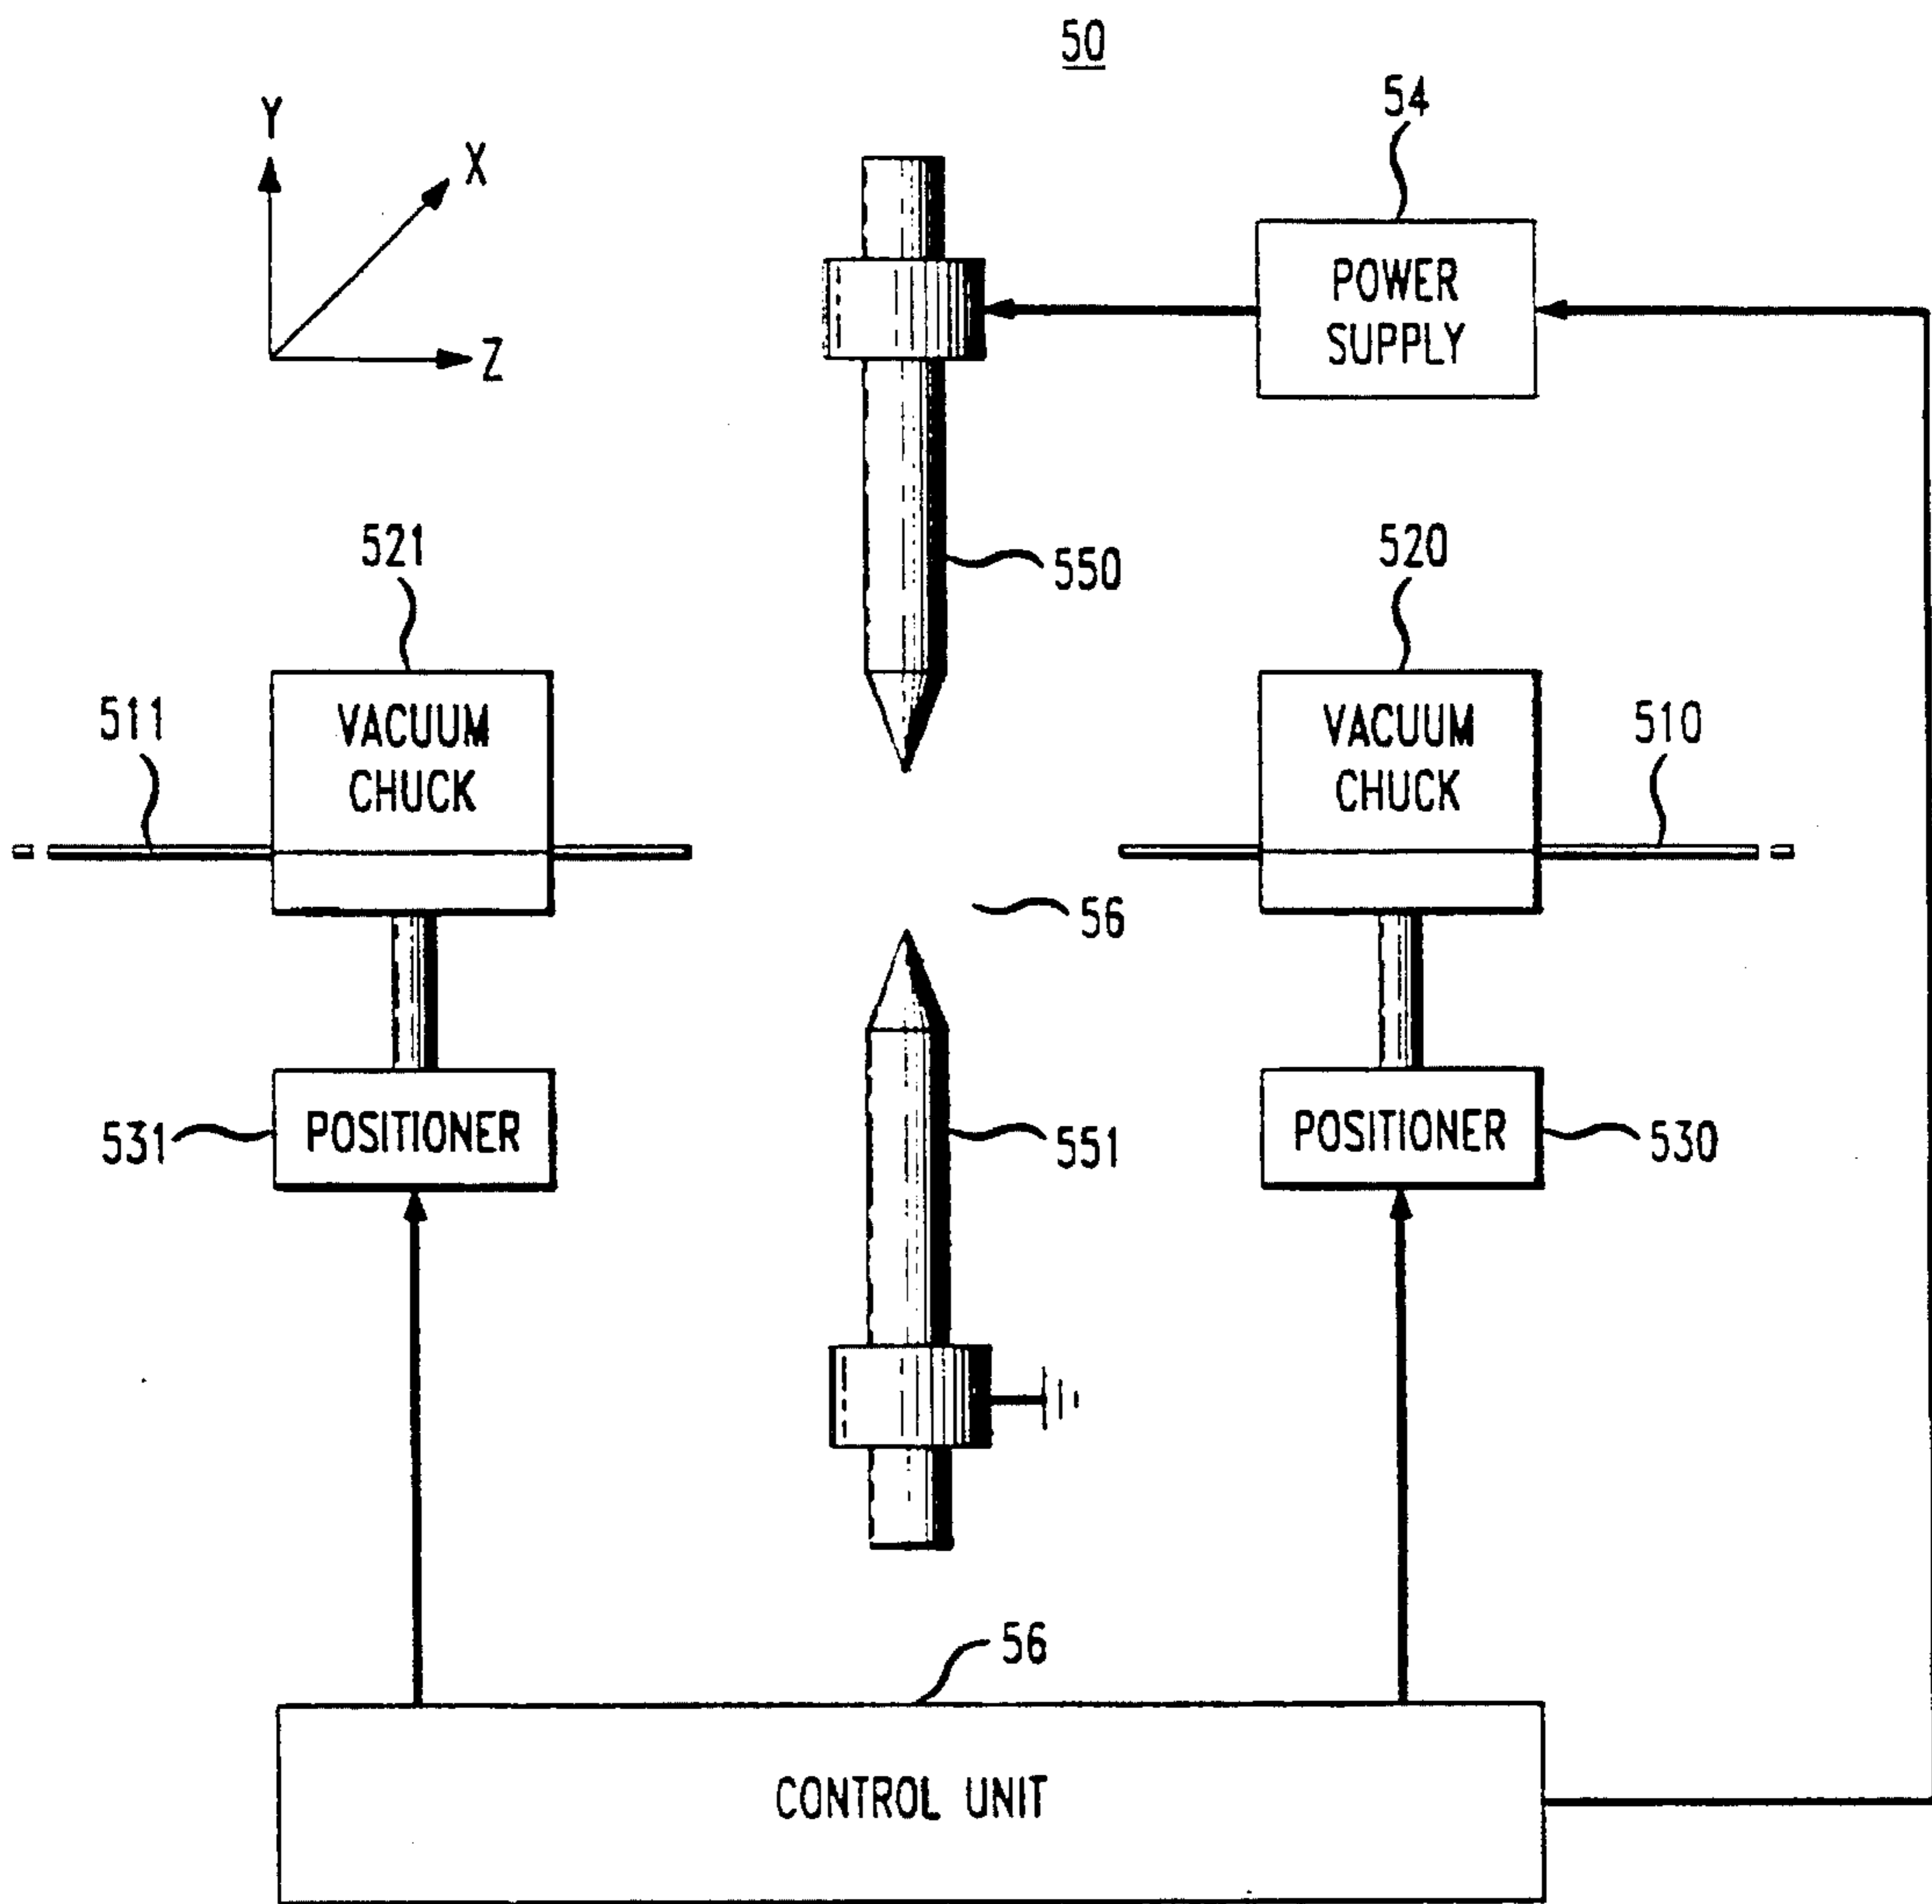 50
54
Y
X
Z
POWER
SUPPLY
521
550
520
511
VACUUM
CHUCK
VACUUM
CHUCK
510
56
531
POSITIONER
551
POSITIONER
530
56
CONTROL UNIT